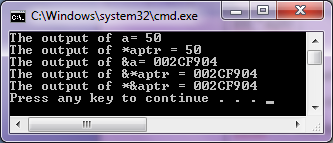 C:\Windows\system32\cmd.exe
The output of a= 50
The output of *aptr = 50
The output of &a= 002CF904
The output of &*aptr = 002CF904
The output of *&aptr = 002CF904
Press any key to continue . . . _